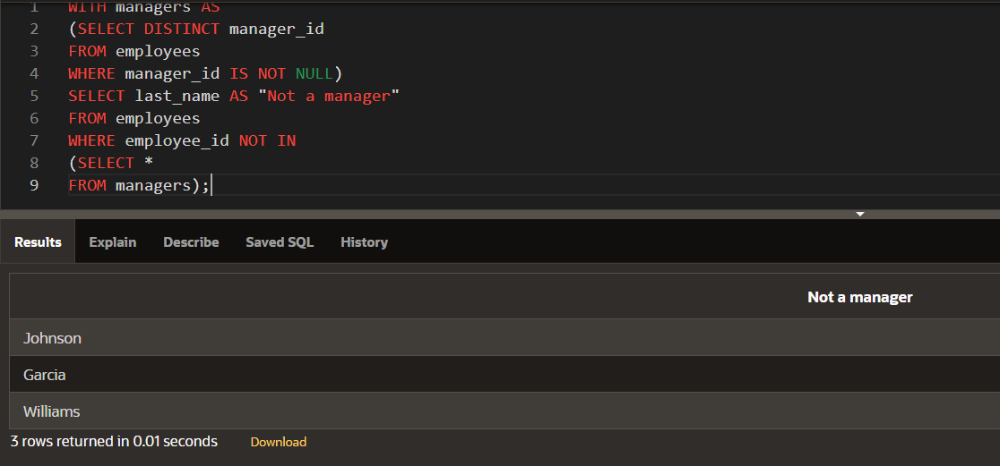 1 WITH managers AS
2 (SELECT DISTINCT manager_id
3 FROM employees
4 WHERE manager_id IS NOT NULL)
5 SELECT last_name AS "Not a manager"
6 FROM employees
7 WHERE employee_id NOT IN
8 (SELECT *
9 FROM managers);
Results Explain Describe Saved SQL History
Not a manager
Johnson
Garcia
Williams
3 rows returned in 0.01 seconds Download